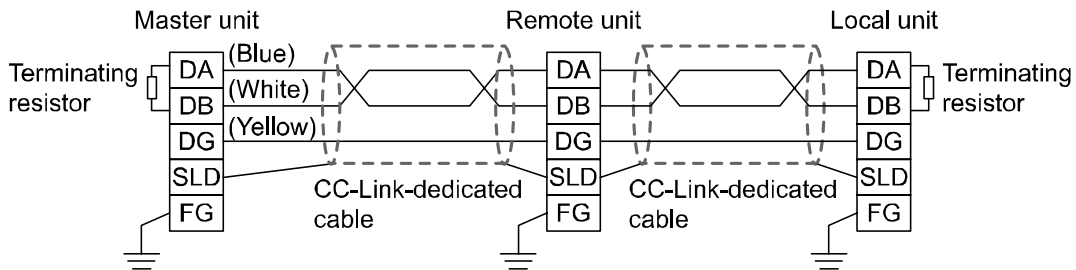 Master unit
Remote unit
Local unit
Terminating
resistor
DA
DB
DG
SLD
FG
(Blue)
(White)
(Yellow)
CC-Link-dedicated
cable
DA
DB
DG
SLD
FG
CC-Link-dedicated
cable
DA
DB
DG
SLD
FG
Terminating
resistor